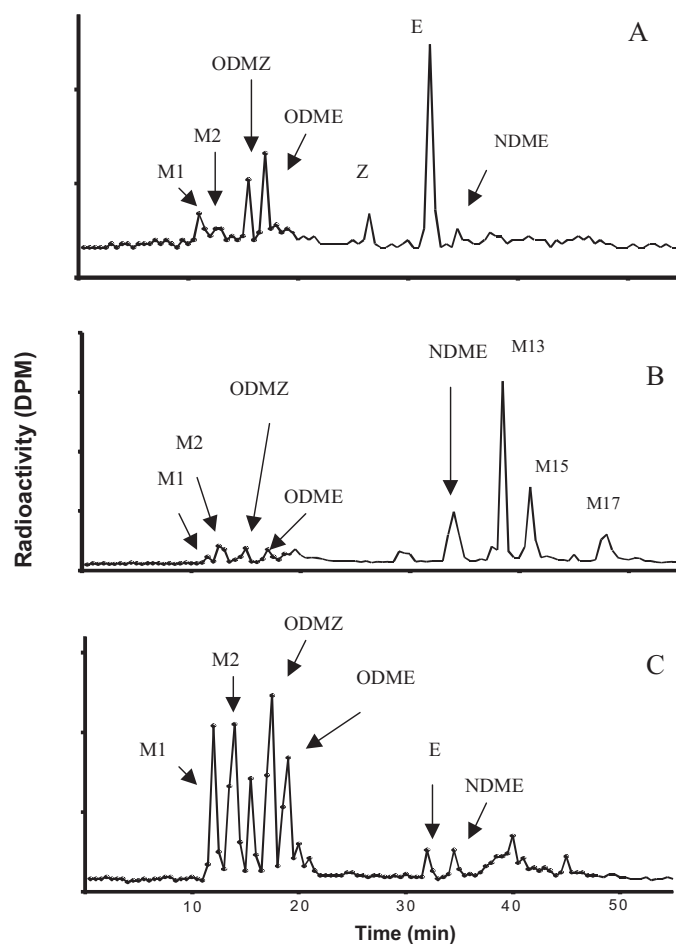 A
E
ODMZ
ODME
M2
NDME
M1
Z
B
M13
NDME
ODMZ
M2
M15
M1
ODME
M17
Radioactivity (DPM)
C
ODMZ
M2
ODME
M1
E
NDME
10 20 30 40 50
Time (min)